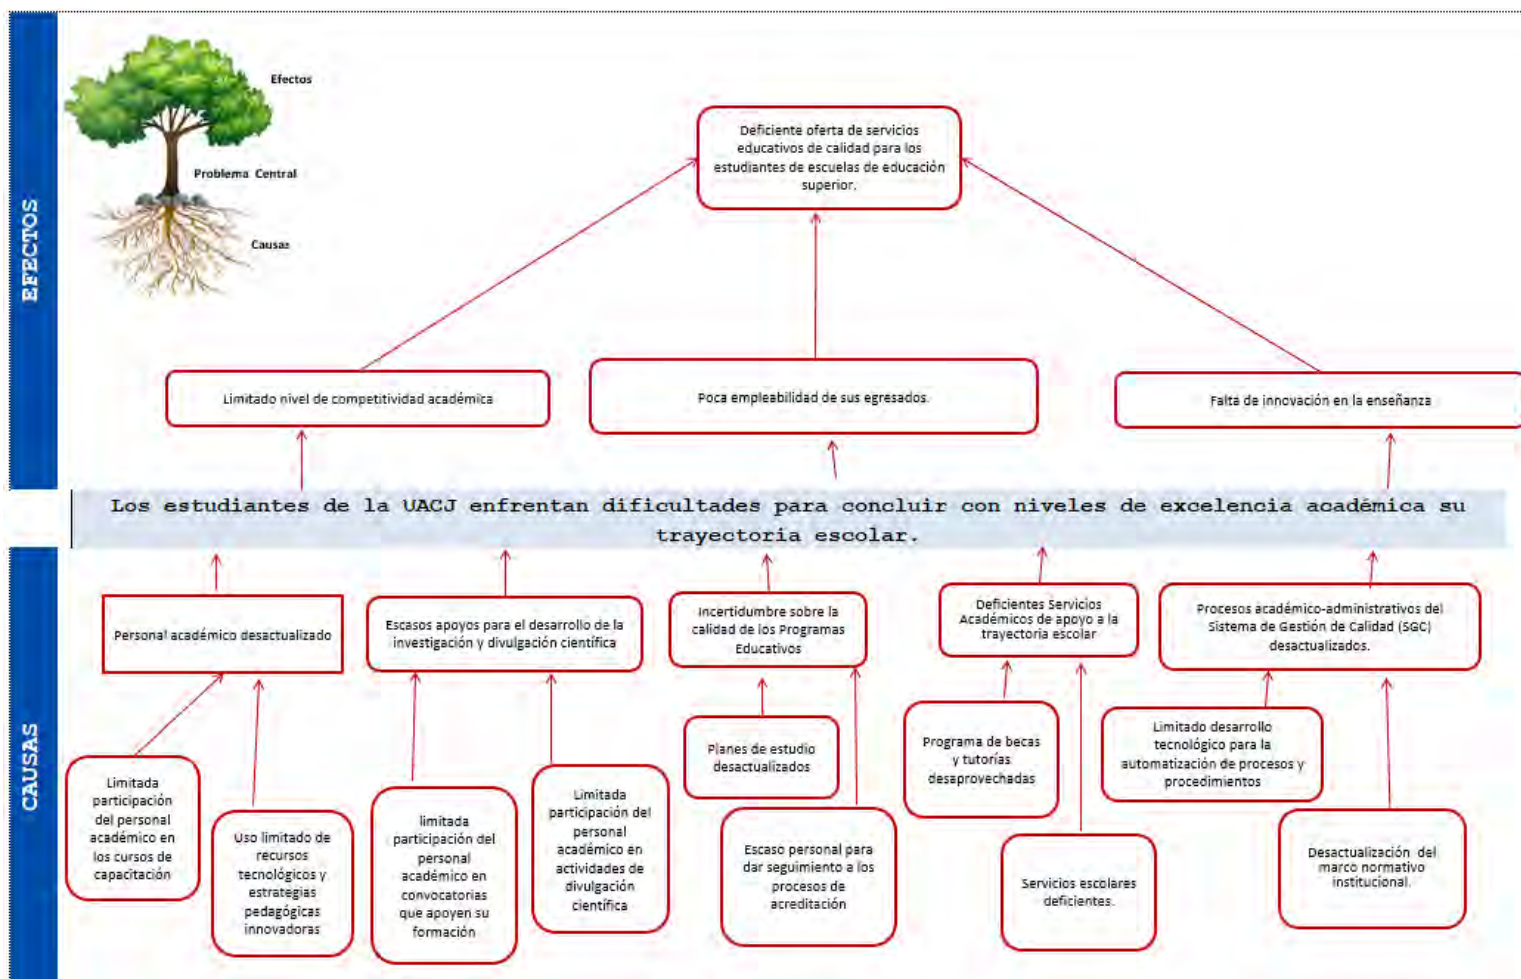 EFECTOS
Efectos
Problema Central
Causas
Deficiente oferta de servicios
educativos de calidad para los
estudiantes de escuelas de educación
superior.
Limitado nivel de competitividad académica
Poca empleabilidad de sus egresados.
Falta de innovación en la enseñanza
Los estudiantes de la UACJ enfrentan dificultades para concluir con niveles de excelencia académica su
trayectoria escolar.
CAUSAS
Personal académico desactualizado
Escasos apoyos para el desarrollo de la
investigación y divulgación científica
Incertidumbre sobre la
calidad de los Programas
Educativos
Deficientes Servicios
Académicos de apoyo a la
trayectoria escolar
Procesos académico-administrativos del
Sistema de Gestión de Calidad (SGC)
desactualizados.
Limitada
participación
del personal
académico en
los cursos de
capacitación
Uso limitado de
recursos
tecnológicos y
estrategias
pedagógicas
innovadoras
limitada
participación del
personal
académico en
convocatorias
que apoyen su
formación
Limitada
participación del
personal
académico en
actividades de
divulgación
científica
Planes de estudio
desactualizados
Escaso personal para
dar seguimiento a los
procesos de
acreditación
Programa de becas
y tutorías
desaprovechadas
Servicios escolares
deficientes.
Limitado desarrollo
tecnológico para la
automatización de procesos y
procedimientos
Desactualización del
marco normativo
institucional.